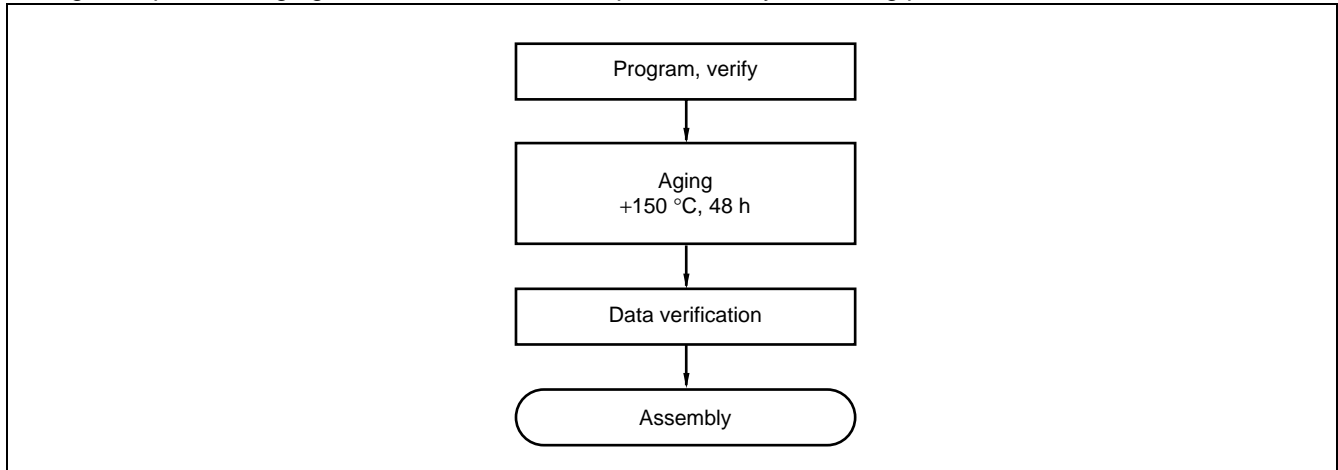 Program, verify
Aging
+150 °C, 48 h
Data verification
Assembly